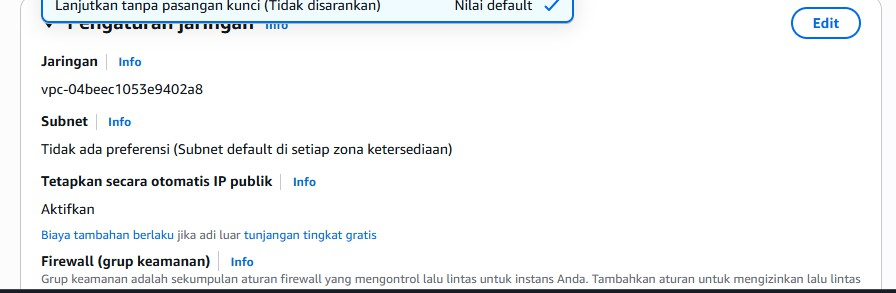 Lanjutkan tanpa pasangan kunci (Tidak disarankan) Nilai default
Pengaturan jaringan Info Edit
Jaringan Info
vpc-04beec1053e9402a8
Subnet Info
Tidak ada preferensi (Subnet default di setiap zona ketersediaan)
Tetapkan secara otomatis IP publik Info
Aktifkan
Biaya tambahan berlaku jika adi luar tunjangan tingkat gratis
Firewall (grup keamanan) Info
Grup keamanan adalah sekumpulan aturan firewall yang mengontrol lalu lintas untuk instans Anda. Tambahkan aturan untuk mengizinkan lalu lintas